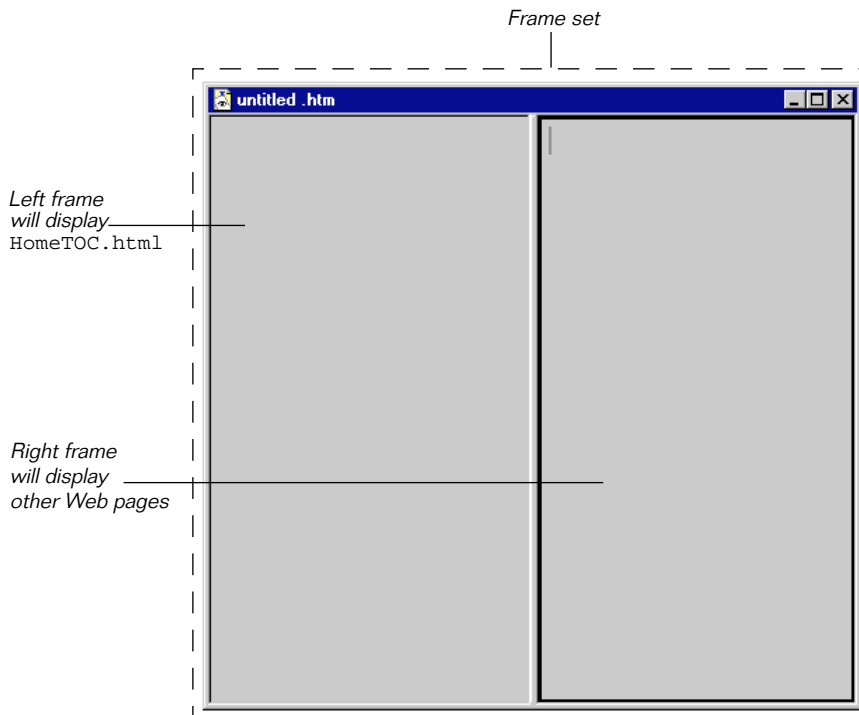 Frame set
untitled .htm
Left frame
will display
HomeTOC.html
Right frame
will display
other Web pages